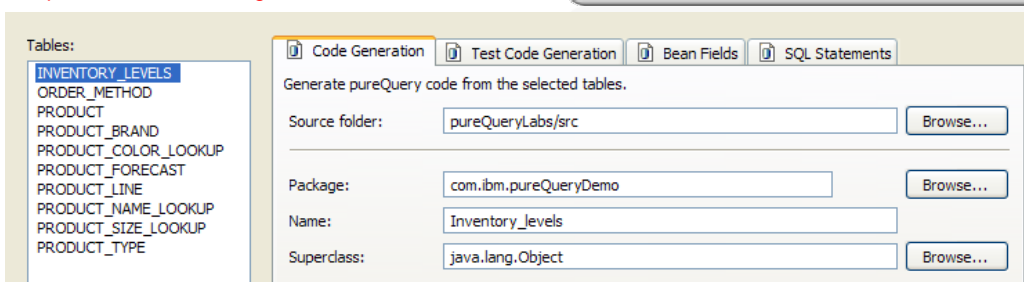 Tables:
INVENTORY_LEVELS
ORDER_METHOD
PRODUCT
PRODUCT_BRAND
PRODUCT_COLOR_LOOKUP
PRODUCT_FORECAST
PRODUCT_LINE
PRODUCT_NAME_LOOKUP
PRODUCT_SIZE_LOOKUP
PRODUCT_TYPE
Code Generation Test Code Generation Bean Fields SQL Statements
Generate pureQuery code from the selected tables.
Source folder: pureQueryLabs/src Browse...
Package: com.ibm.pureQueryDemo Browse...
Name: Inventory_levels
Superclass: java.lang.Object Browse...